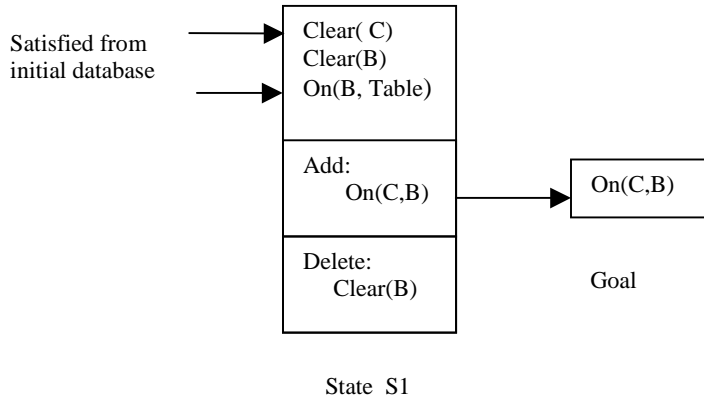 Satisfied from
initial database
Clear( C)
Clear(B)
On(B, Table)
Add:
On(C,B)
Delete:
Clear(B)
On(C,B)
Goal
State S1